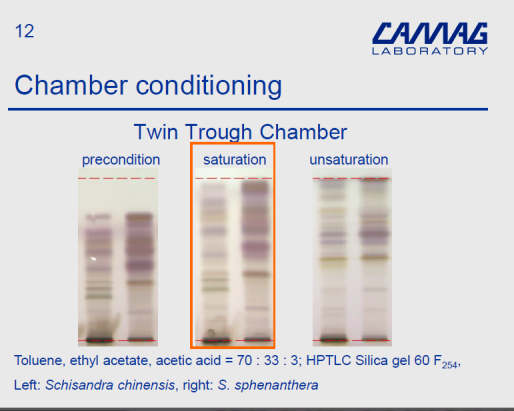 12
CAMAG
LABORATORY
Chamber conditioning
Twin Trough Chamber
precondition saturation unsaturation
Toluene, ethyl acetate, acetic acid = 70 : 33 : 3; HPTLC Silica gel 60 F254,
Left: Schisandra chinensis, right: S. sphenanthera